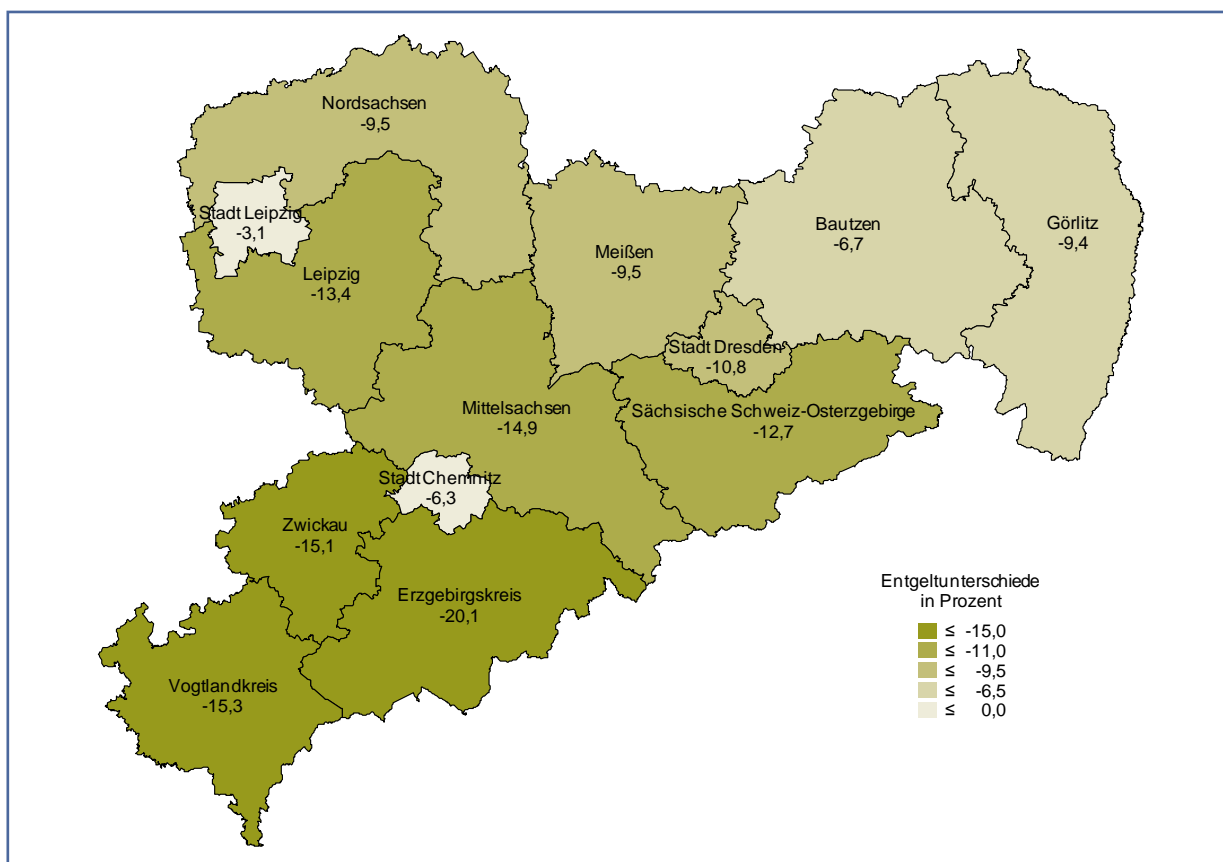 Nordsachsen
-9,5
Stadt Leipzig
-3,1
Leipzig
-13,4
Meißen
-9,5
Bautzen
-6,7
Görlitz
-9,4
Stadt Dresden
-10,8
Mittelsachsen
-14,9
Sächsische Schweiz-Osterzgebirge
-12,7
Stadt Chemnitz
-6,3
Zwickau
-15,1
Erzgebirgskreis
-20,1
Vogtlandkreis
-15,3
Entgeltunterschiede
in Prozent
≤ -15,0
≤ -11,0
≤ -9,5
≤ -6,5
≤ 0,0